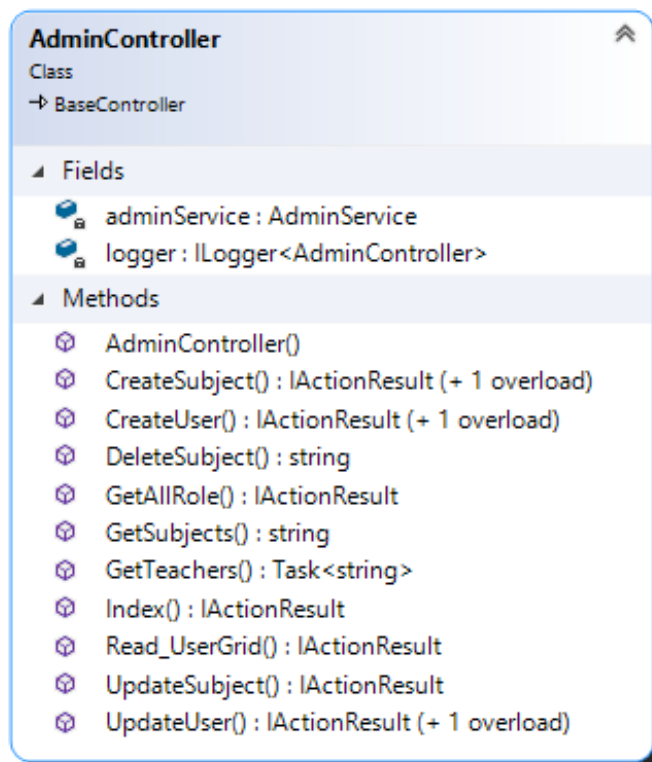 AdminController
Class
BaseController
Fields
adminService : AdminService
logger : ILogger<AdminController>
Methods
AdminController()
CreateSubject() : IActionResult (+ 1 overload)
CreateUser() : IActionResult (+ 1 overload)
DeleteSubject() : string
GetAllRole() : IActionResult
GetSubjects() : string
GetTeachers() : Task<string>
Index() : IActionResult
Read_UserGrid() : IActionResult
UpdateSubject() : IActionResult
UpdateUser() : IActionResult (+ 1 overload)